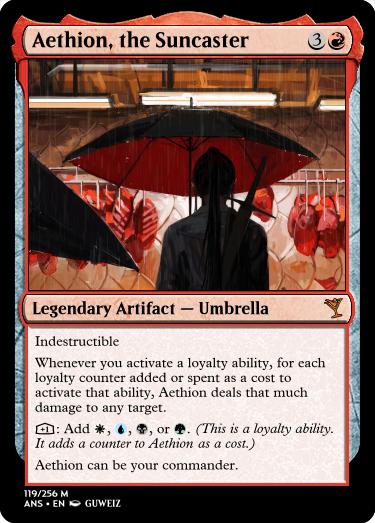 Aethion, the Suncaster 3
Legendary Artifact — Umbrella
Indestructible
Whenever you activate a loyalty ability, for each
loyalty counter added or spent as a cost to
activate that ability, Aethion deals that much
damage to any target.
+1: Add , , , or . (This is a loyalty ability.
It adds a counter to Aethion as a cost.)
Aethion can be your commander.
119/256 M
ANS • EN GUWEIZ